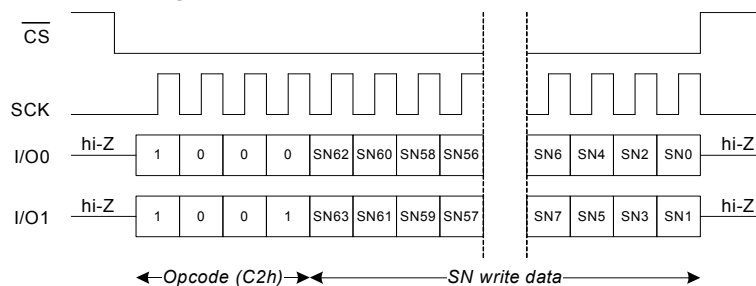 CS
SCK
I/O0 hi-Z 1 0 0 0 SN62 SN60 SN58 SN56 SN6 SN4 SN2 SN0 hi-Z
I/O1 hi-Z 1 0 0 1 SN63 SN61 SN59 SN57 SN7 SN5 SN3 SN1 hi-Z
Opcode (C2h) SN write data